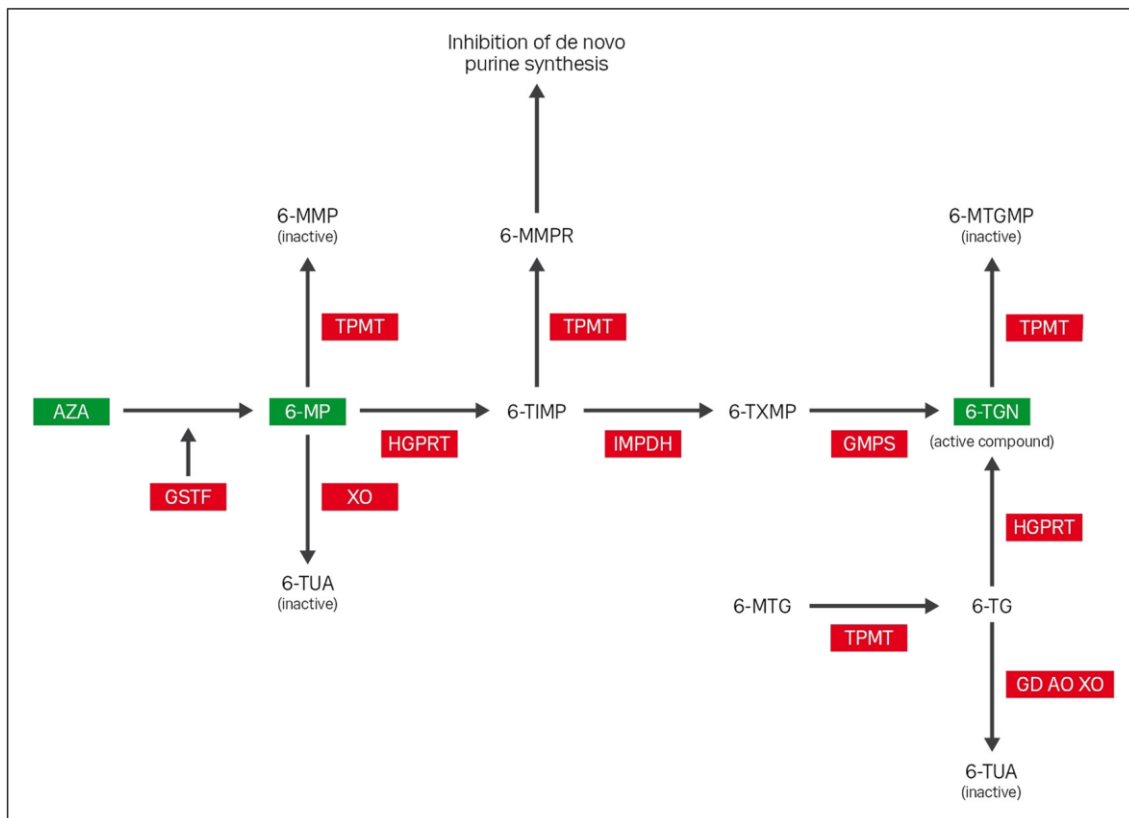 Inhibition of de novo
purine synthesis
6-MMP
(inactive)
6-MMPR
6-MTGMP
(inactive)
TPMT
TPMT
TPMT
AZA
6-MP
6-TIMP
6-TXMP
6-TGN
(active compound)
HGPRT
IMPDH
GMPS
GSTF
XO
HGPRT
6-TUA
(inactive)
6-MTG
6-TG
TPMT
GD AO XO
6-TUA
(inactive)